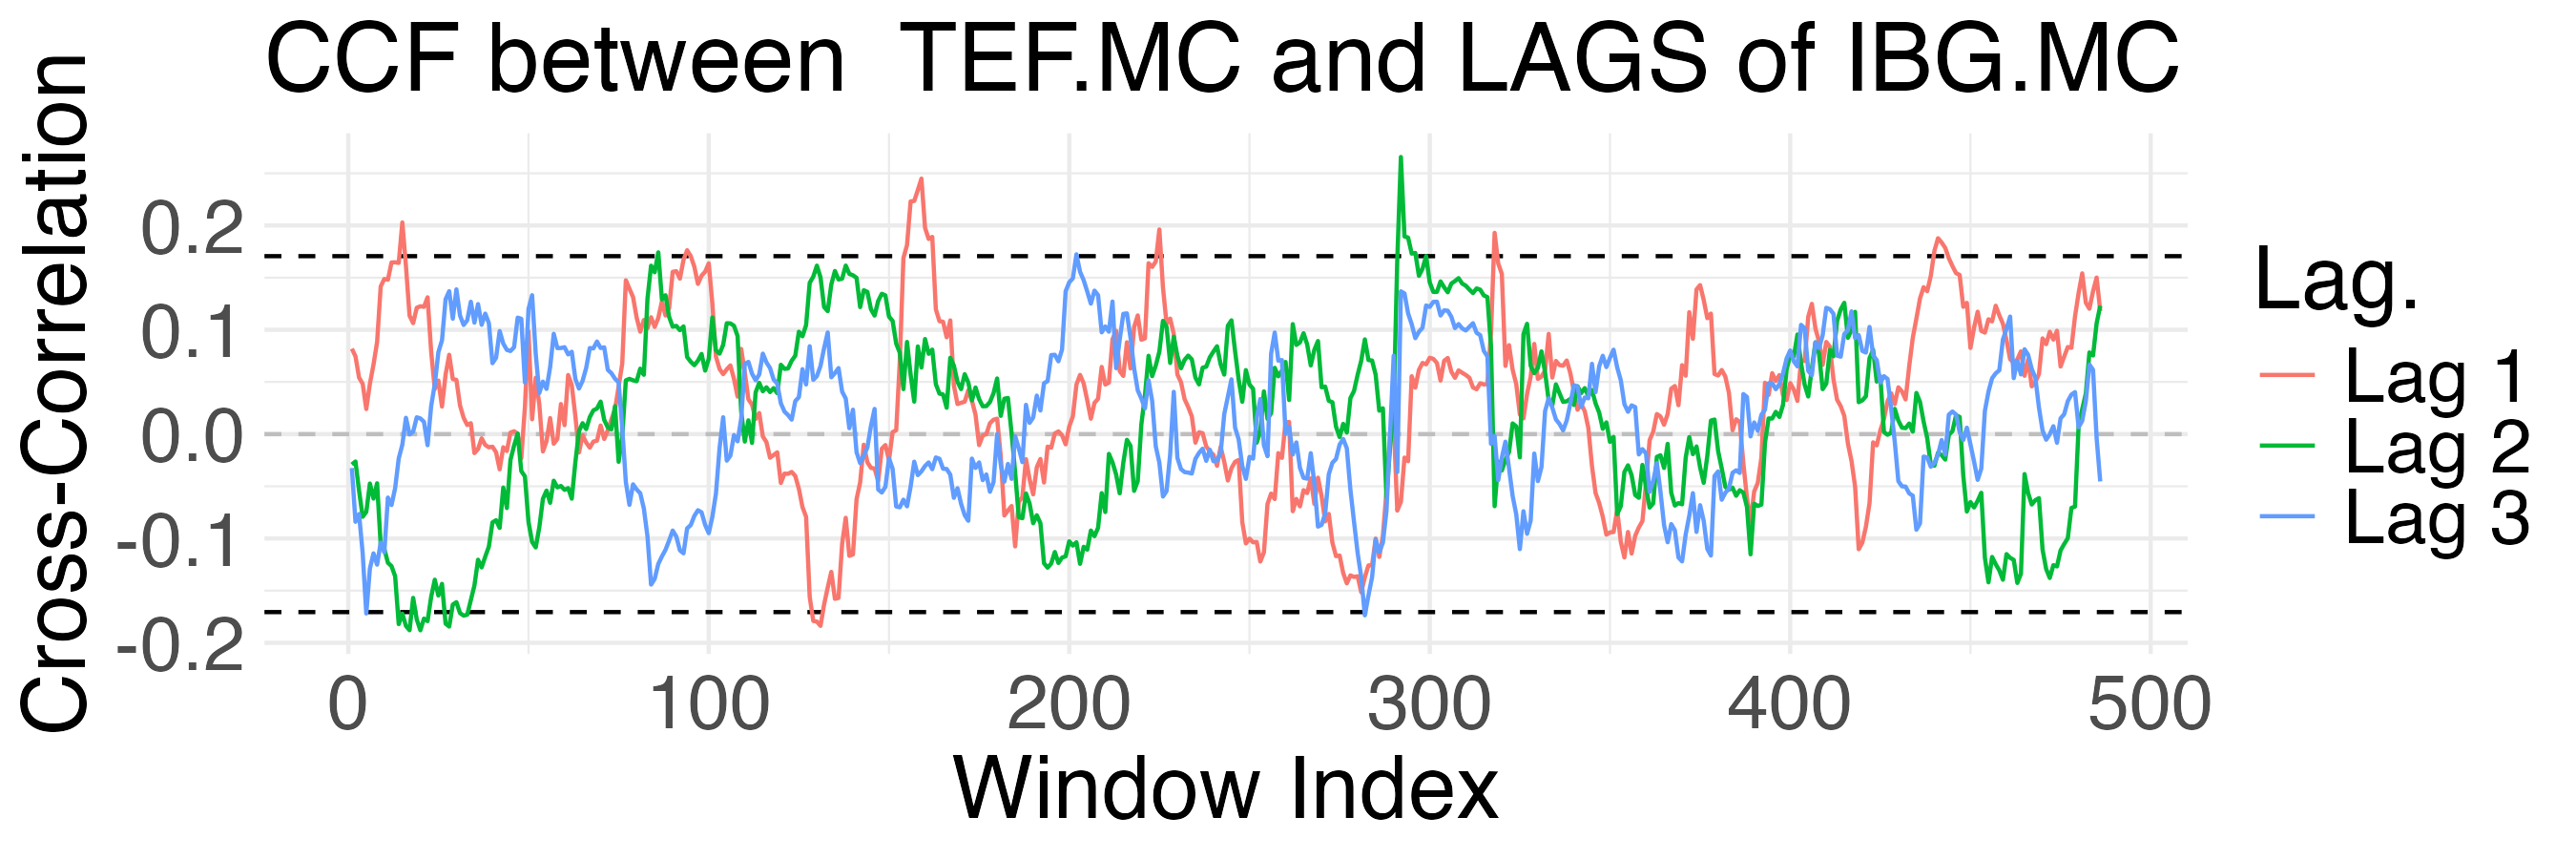 CCF between  TEF.MC and LAGS of IBG.MC
Cross-Correlation
0.2
0.1
0.0
-0.1
-0.2
0 100 200 300 400 500
Window Index
Lag.
Lag 1
Lag 2
Lag 3